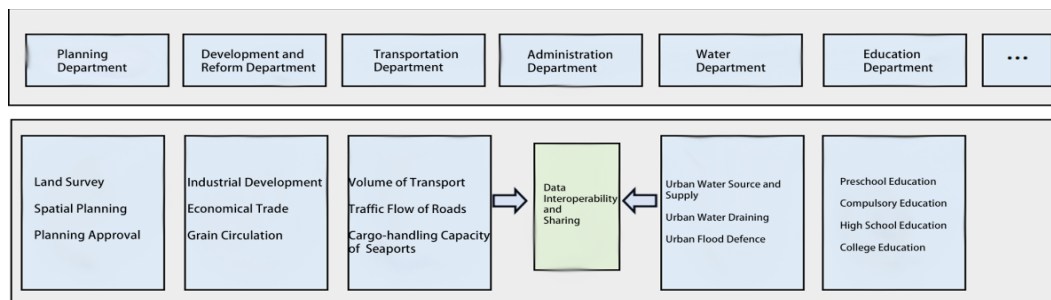 Planning
Department
Development and
Reform Department
Transportation
Department
Administration
Department
Water
Department
Education
Department
...
Land Survey
Spatial Planning
Planning Approval
Industrial Development
Economical Trade
Grain Circulation
Volume of Transport
Traffic Flow of Roads
Cargo-handling Capacity
of Seaports
Data
Interoperability
and
Sharing
Urban Water Source and
Supply
Urban Water Draining
Urban Flood Defence
Preschool Education
Compulsory Education
High School Education
College Education